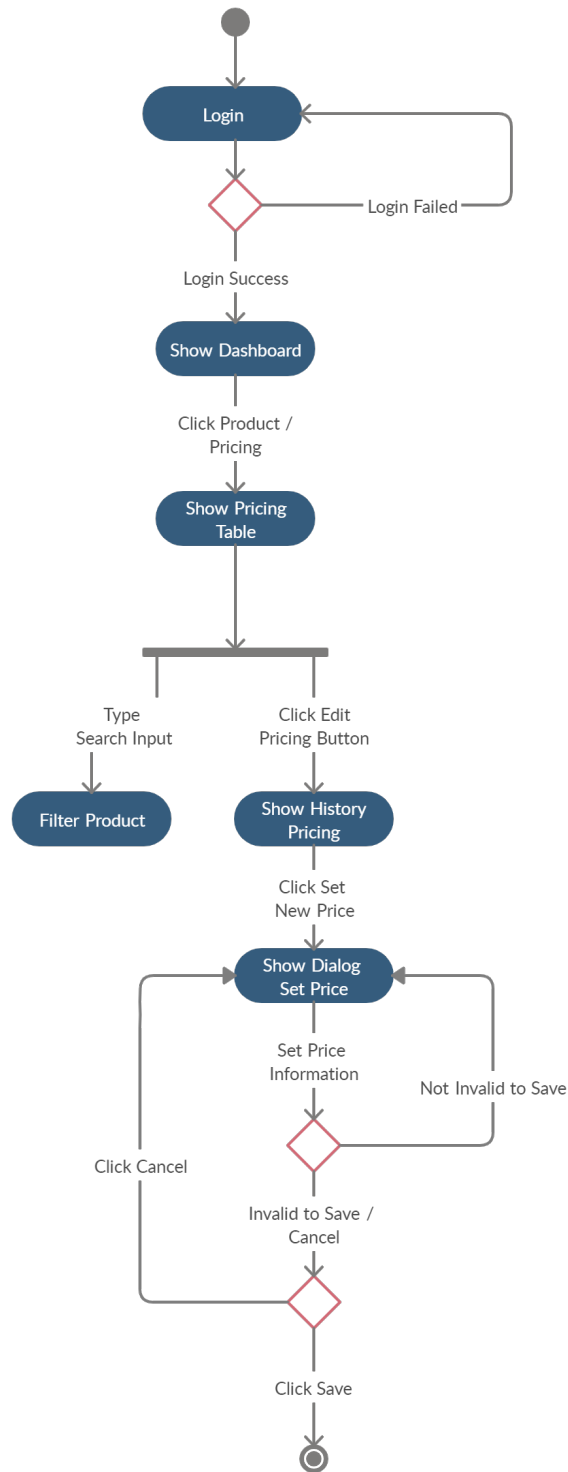 Login
Login Failed
Login Success
Show Dashboard
Click Product /
Pricing
Show Pricing
Table
Type
Search Input
Click Edit
Pricing Button
Filter Product
Show History
Pricing
Click Set
New Price
Show Dialog
Set Price
Set Price
Information
Not Invalid to Save
Click Cancel
Invalid to Save /
Cancel
Click Save